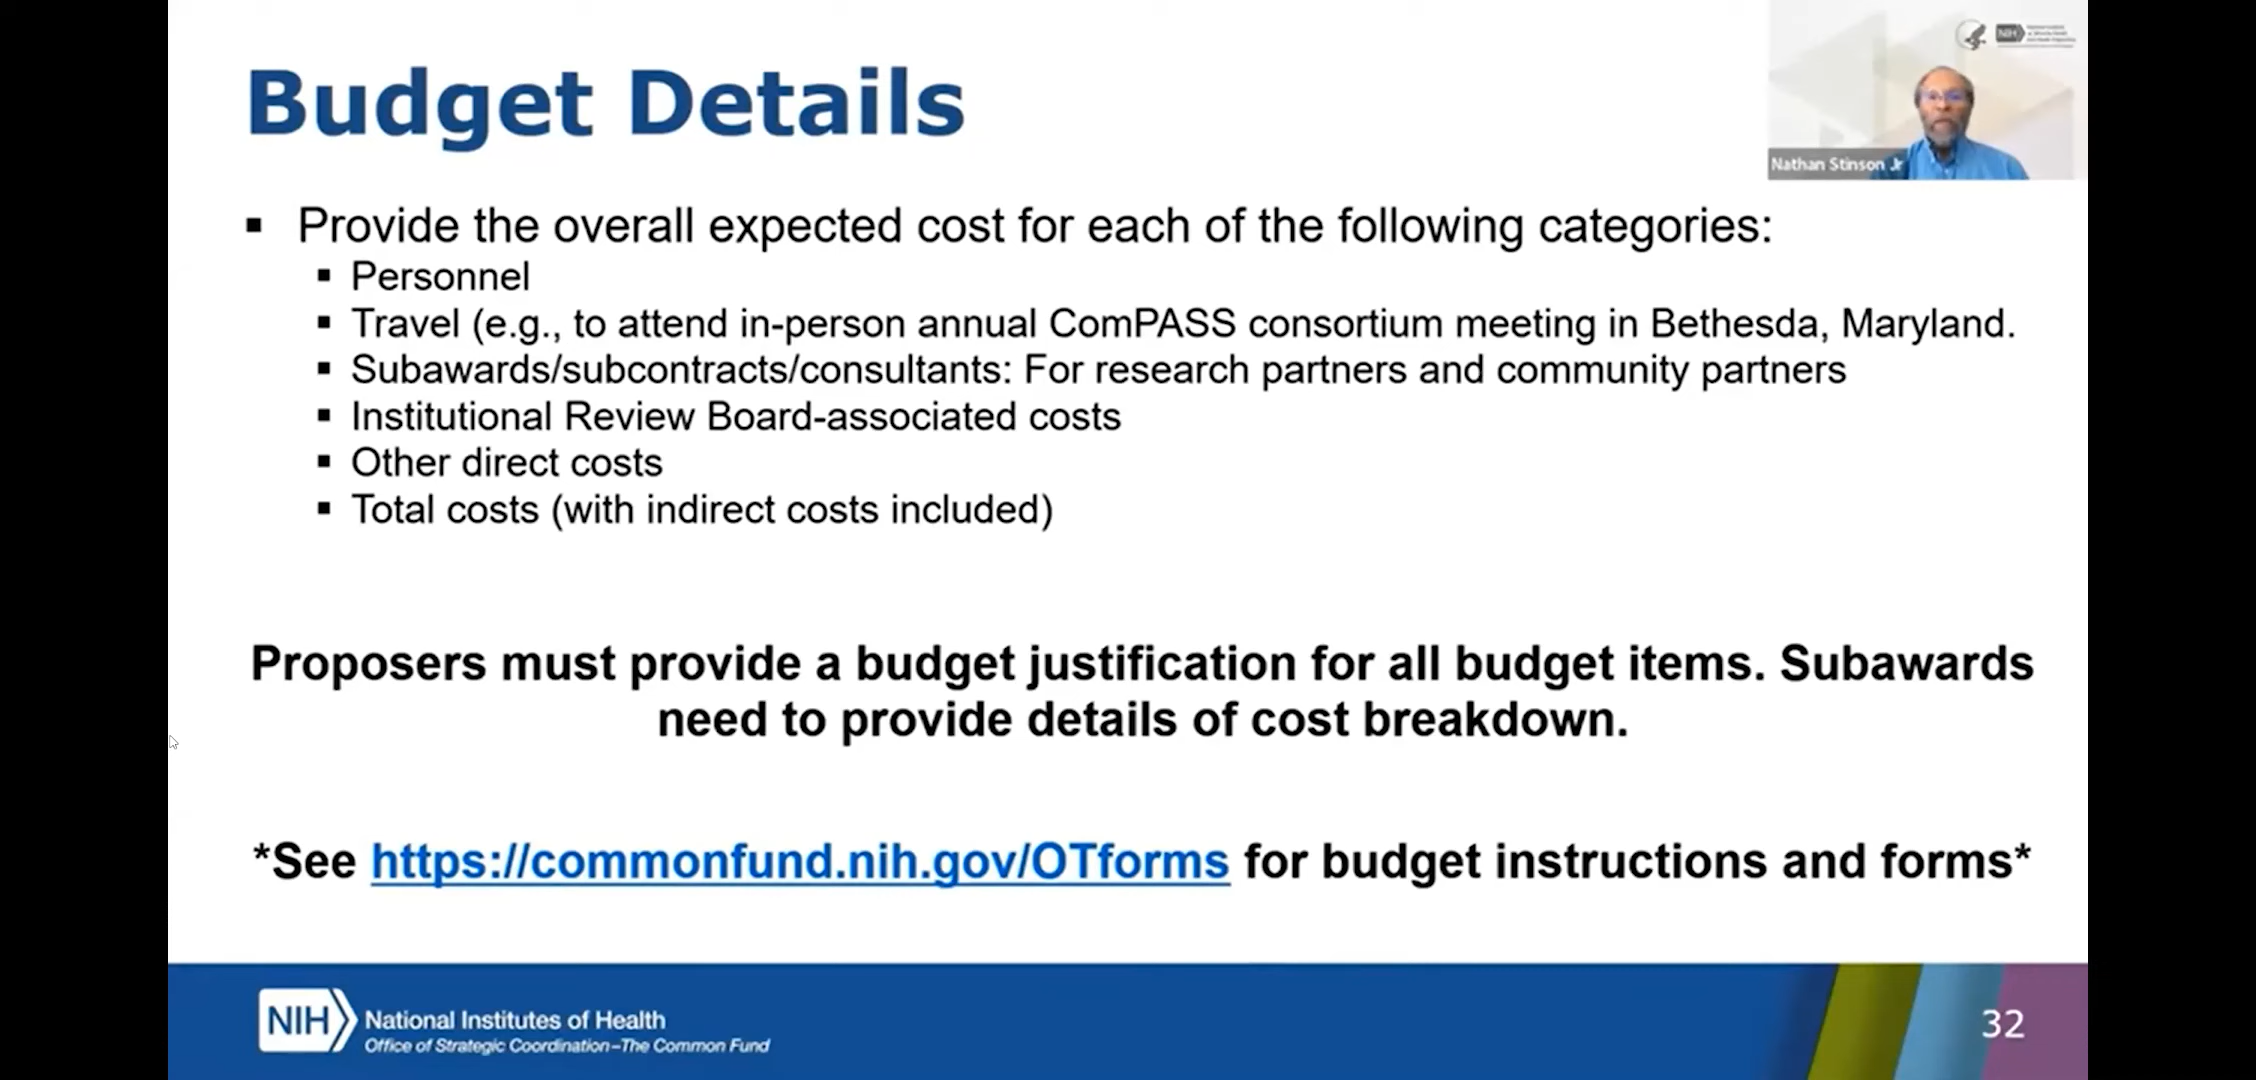 Budget Details
NIH
Nathan Stinson Jr
▪ Provide the overall expected cost for each of the following categories:
▪ Personnel
▪ Travel (e.g., to attend in-person annual ComPASS consortium meeting in Bethesda, Maryland.
▪ Subawards/subcontracts/consultants: For research partners and community partners
▪ Institutional Review Board-associated costs
▪ Other direct costs
▪ Total costs (with indirect costs included)
Proposers must provide a budget justification for all budget items. Subawards
need to provide details of cost breakdown.
*See https://commonfund.nih.gov/OTforms for budget instructions and forms*
NIH National Institutes of Health
Office of Strategic Coordination–The Common Fund
32